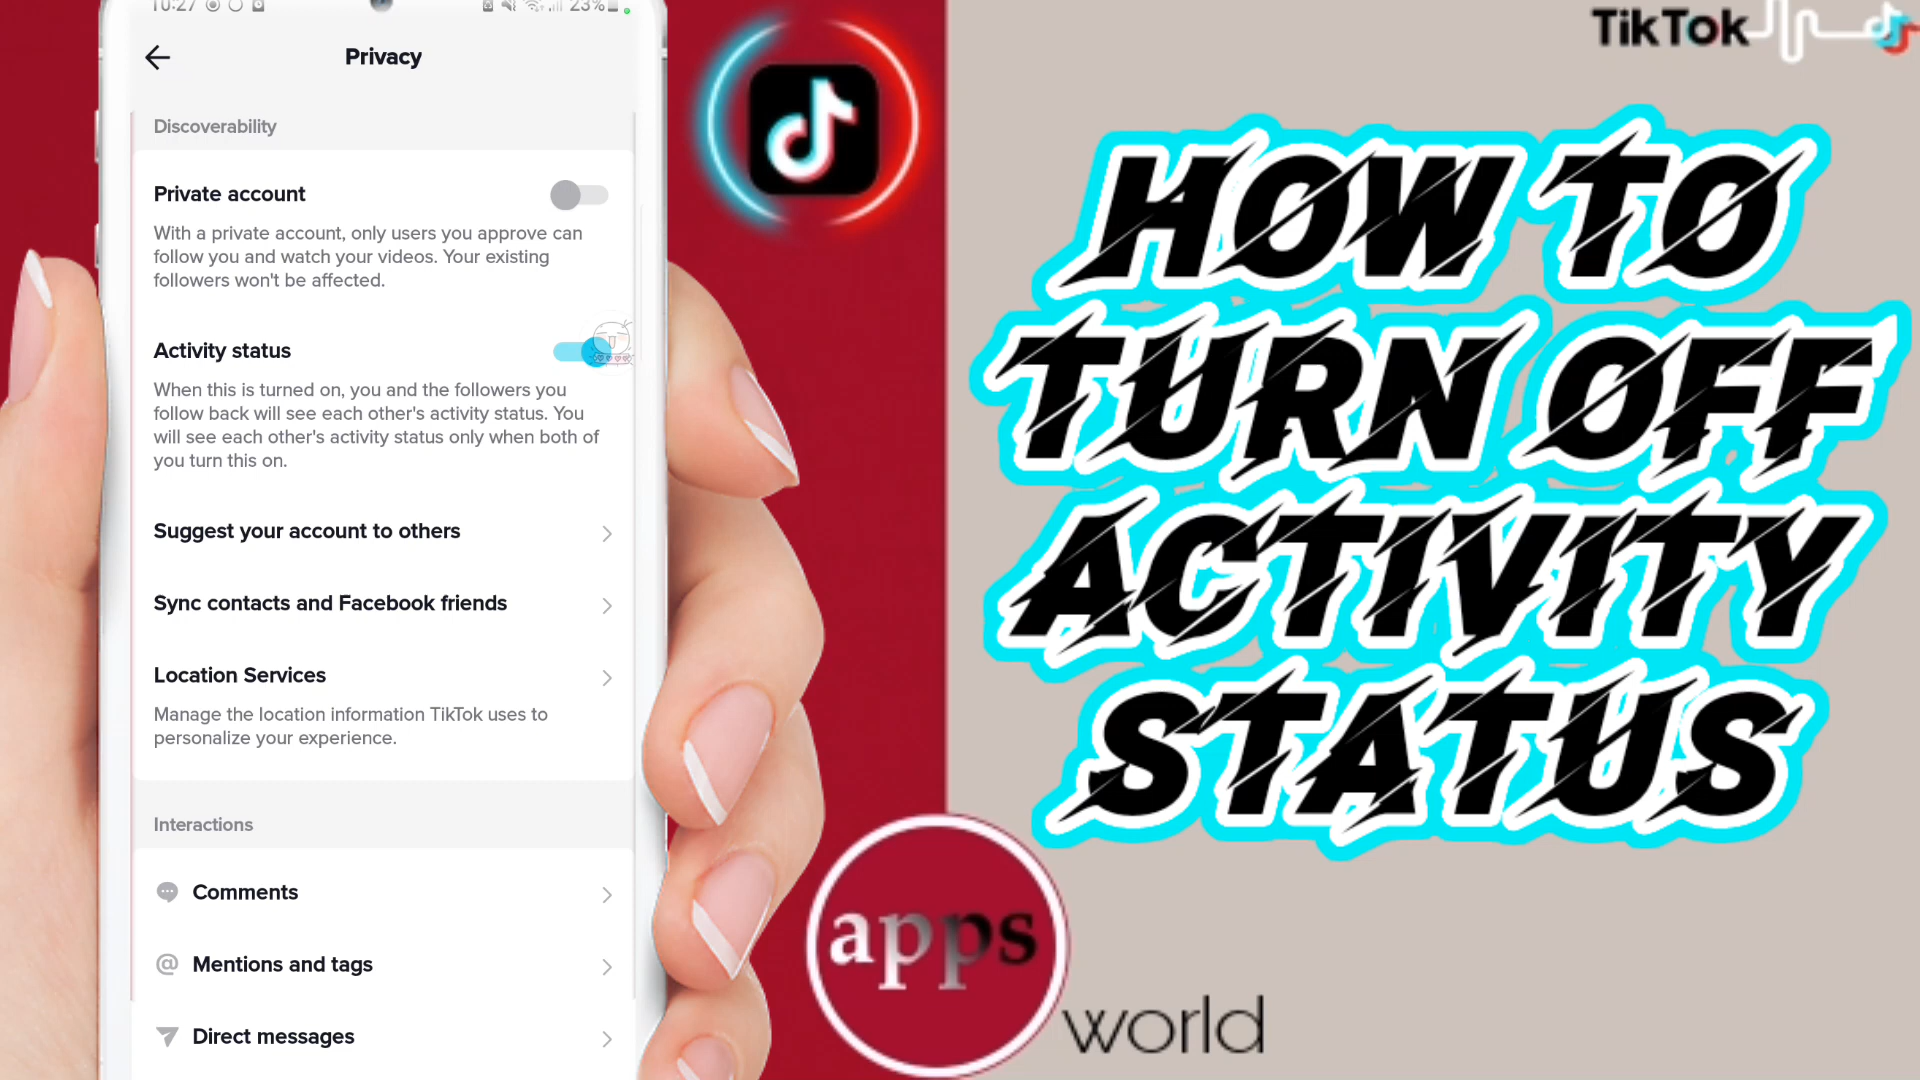 10:27
23%
Privacy
Discoverability
Private account
With a private account, only users you approve can
follow you and watch your videos. Your existing
followers won't be affected.
Activity status
When this is turned on, you and the followers you
follow back will see each other's activity status. You
will see each other's activity status only when both of
you turn this on.
Suggest your account to others
Sync contacts and Facebook friends
Location Services
Manage the location information TikTok uses to
personalize your experience.
Interactions
Comments
Mentions and tags
Direct messages
TikTok
HOW TO
TURN OFF
ACTIVITY
STATUS
apps
world